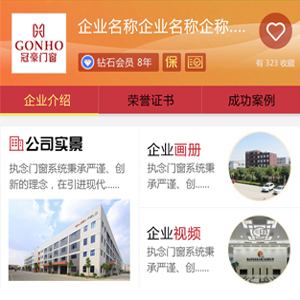 GONHO
冠豪门窗
企业名称企业名称企称....
钻石会员 8年
保
有 323 收藏
企业介绍
荣誉证书
成功案例
公司实景
执念门窗系统秉承严谨、创
新的理念，在引进现代......
企业画册
执念门窗系统秉
承严谨、创......
企业视频
执念门窗系统秉
承严谨、创......